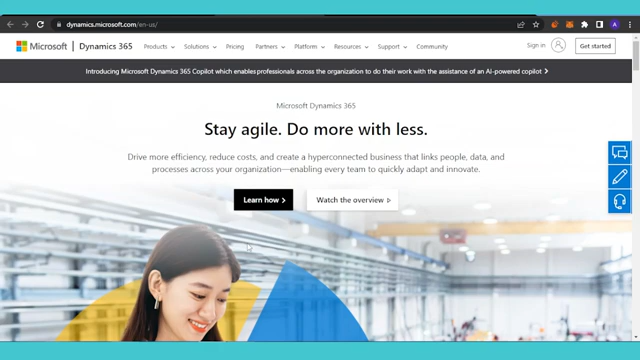 dynamics.microsoft.com/en-us/
A
Microsoft | Dynamics 365 Products Solutions Pricing Partners Platform Resources Support Community Sign in Get started
Introducing Microsoft Dynamics 365 Copilot which enables professionals across the organization to do their work with the assistance of an AI-powered copilot
Microsoft Dynamics 365
Stay agile. Do more with less.
Drive more efficiency, reduce costs, and create a hyperconnected business that links people, data, and
processes across your organization—enabling every team to quickly adapt and innovate.
Learn how Watch the overview